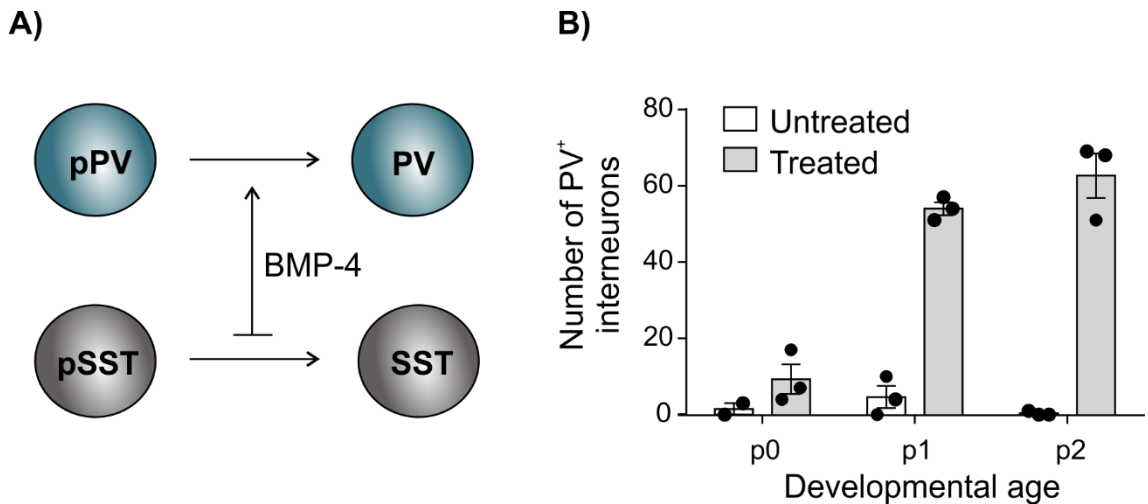 A)
pPV
PV
BMP-4
pSST
SST
B)
Number of PV+
interneurons
80
60
40
20
0
Untreated
Treated
p0
p1
p2
Developmental age